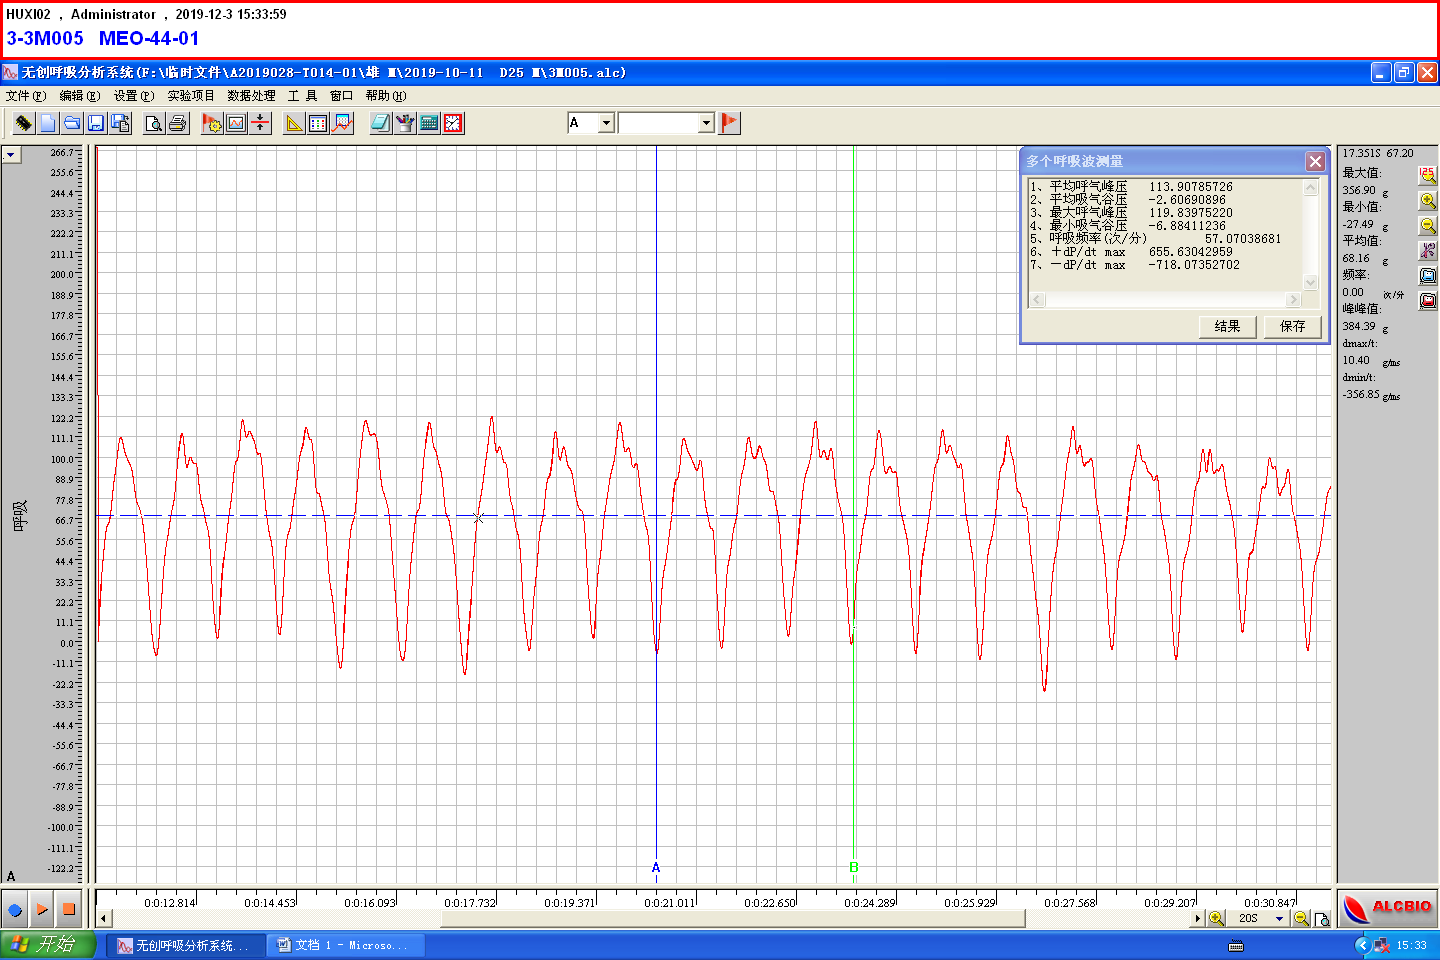 HUXI02 , Administrator , 2019-12-3 15:33:59
3-3M005 MEO-44-01
无创呼吸分析系统(F:\临时文件\A2019028-T014-01\雄 M\2019-10-11 D25 M\3M005.alc)
文件(F) 编辑(E) 设置(P) 实验项目 数据处理 工 具 窗口 帮助(H)
A
266.7
255.6
244.4
233.3
222.2
211.1
200.0
188.9
177.8
166.7
155.6
144.4
133.3
122.2
111.1
100.0
88.9
77.8
66.7
55.6
44.4
33.3
22.2
11.1
0.0
-11.1
-22.2
-33.3
-44.4
-55.6
-66.7
-77.8
-88.9
-100.0
-111.1
-122.2
呼吸
A
A
B
多个呼吸波测量
1、平均呼气峰压 113.90785726
2、平均吸气谷压 -2.60690896
3、最大呼气峰压 119.83975220
4、最小吸气谷压 -6.88411236
5、呼吸频率(次/分) 57.07038681
6、＋dP/dt max 655.63042959
7、－dP/dt max -718.07352702
结果 保存
17.351S 67.20
最大值:
356.90 g
最小值:
-27.49 g
平均值:
68.16 g
频率:
0.00 次/分
峰峰值:
384.39 g
dmax/t:
10.40 g/ms
dmin/t:
-356.85 g/ms
125
0:0:12.814 0:0:14.453 0:0:16.093 0:0:17.732 0:0:19.371 0:0:21.011 0:0:22.650 0:0:24.289 0:0:25.929 0:0:27.568 0:0:29.207 0:0:30.847
20S
ALCBIO
开始 无创呼吸分析系统... 文档 1 - Microso... 15:33